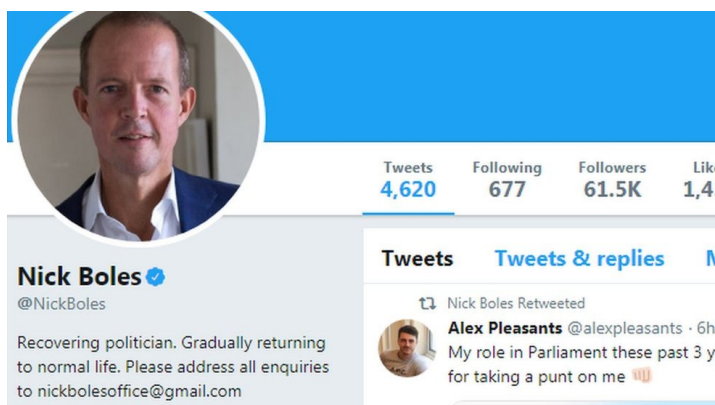 Tweets Following Followers
4,620 677 61.5K
Nick Boles
@NickBoles
Recovering politician. Gradually returning
to normal life. Please address all enquiries
to nickbolesoffice@gmail.com
Tweets Tweets & replies
Nick Boles Retweeted
Alex Pleasants @alexpleasants · 6h
My role in Parliament these past 3 y
for taking a punt on me 👊🏻